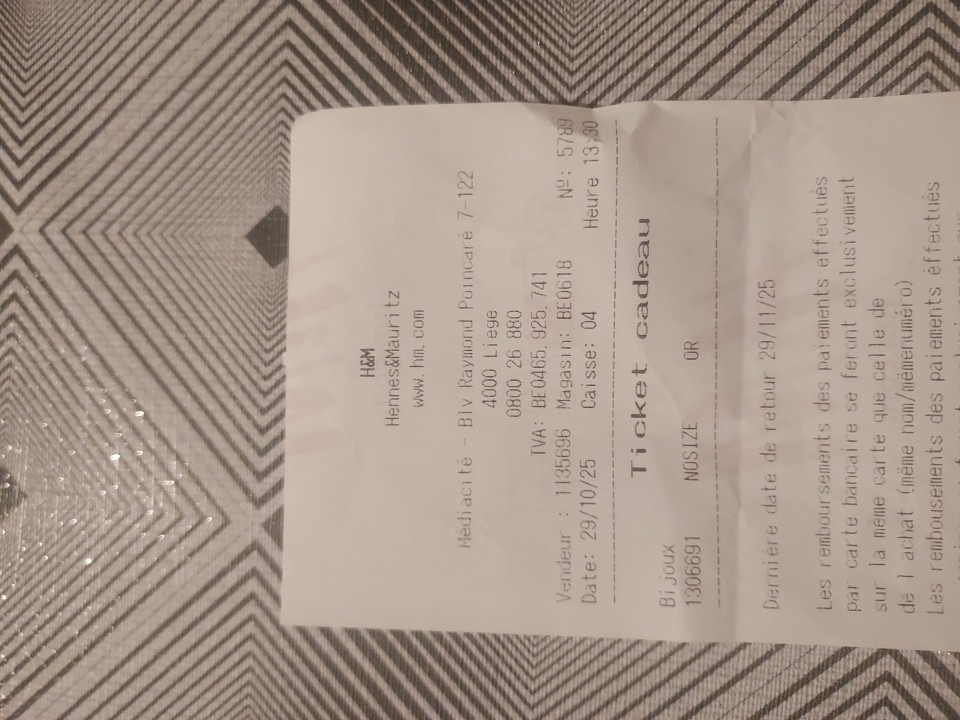 H&M
Hennes&Mauritz
www.hm.com
Médiacité - Blv Raymond Poincaré 7-122
4000 Liege
0800 26 880
TVA: BE0465.925.741
Vendeur : 1135696 Magasin: BE0618 Nº: 5789
Date: 29/10/25 Caisse: 04 Heure 13:30
Ticket cadeau
Bijoux
1306691 NOSIZE OR
Dernière date de retour 29/11/25
Les remboursements des paiements effectués
par carte bancaire se feront exclusivement
sur la même carte que celle de
de l achat (même nom/mêmenuméro)
Les rembousements des paiements effectués